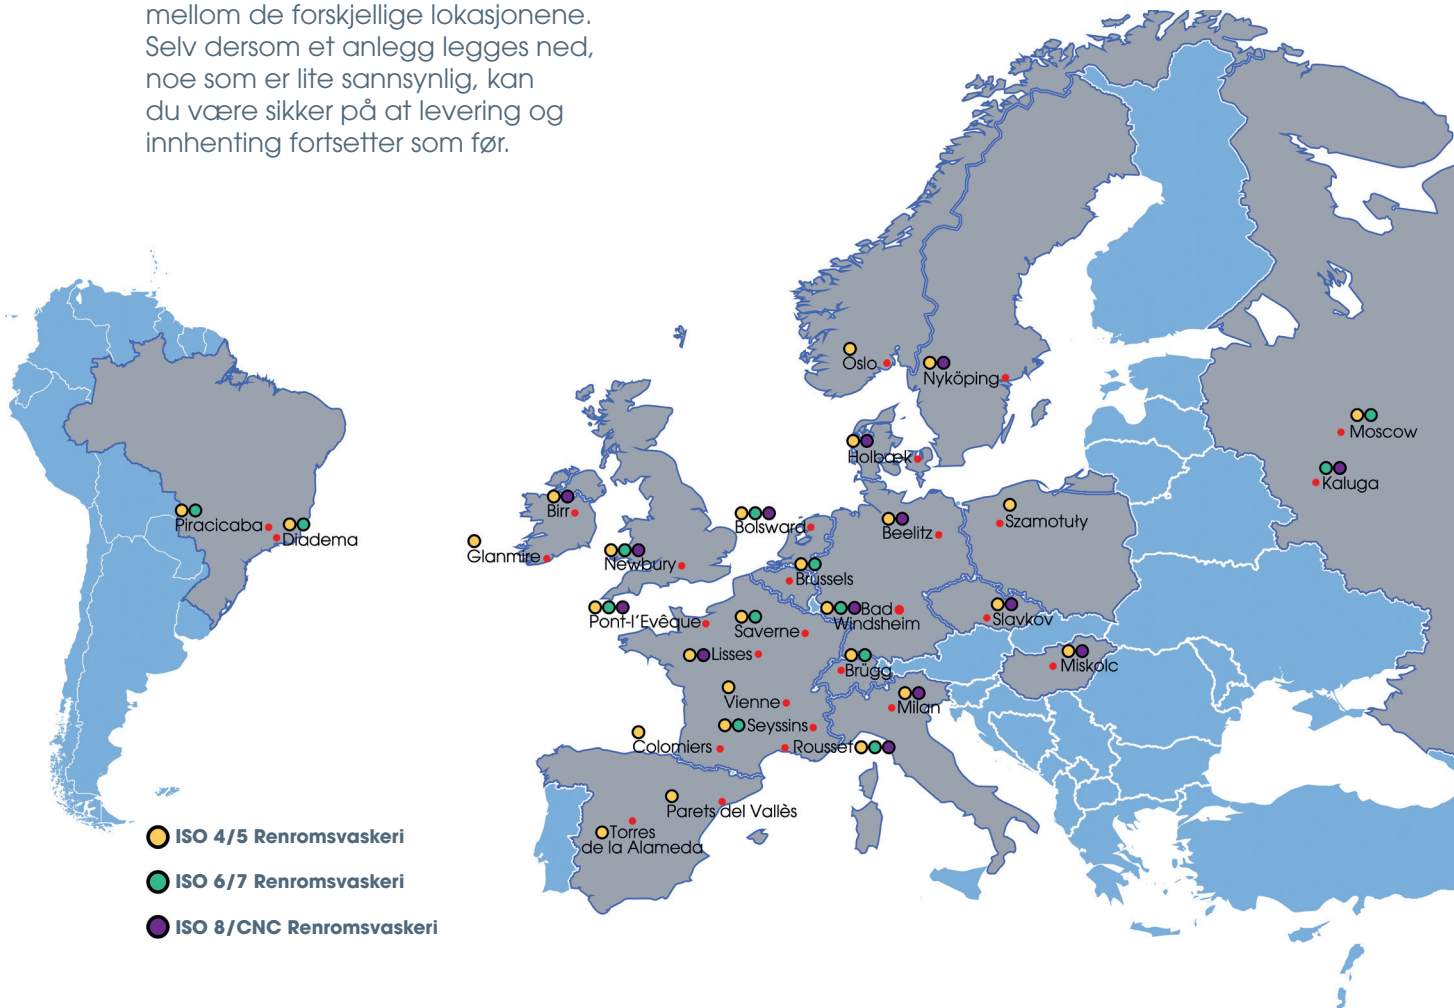 mellom de forskjellige lokasjonene.
Selv dersom et anlegg legges ned,
noe som er lite sannsynlig, kan
du være sikker på at levering og
innhenting fortsetter som før.
Oslo
Nyköping
Moscow
Holbæk
Kaluga
Birr
Bolsward
Beelitz
Szamotuły
Piracicaba
Diadema
Glanmire
Newbury
Brussels
Pont-l'Evêque
Saverne
Bad
Windsheim
Slavkov
Lisses
Brügg
Miskolc
Vienne
Milan
Seyssins
Colomiers
Rousset
Parets del Vallès
Torres
de la Alameda
ISO 4/5 Renromsvaskeri
ISO 6/7 Renromsvaskeri
ISO 8/CNC Renromsvaskeri